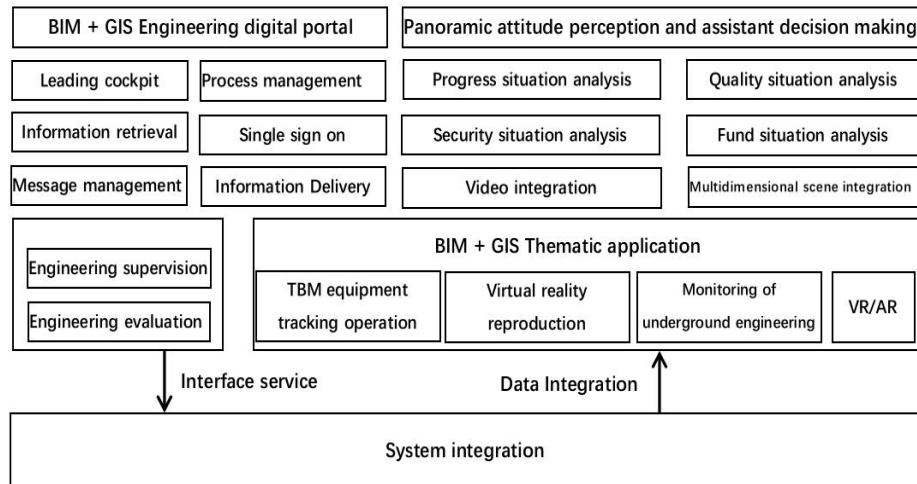 BIM + GIS Engineering digital portal
Panoramic attitude perception and assistant decision making
Leading cockpit
Process management
Progress situation analysis
Quality situation analysis
Information retrieval
Single sign on
Security situation analysis
Fund situation analysis
Message management
Information Delivery
Video integration
Multidimensional scene integration
Engineering supervision
Engineering evaluation
BIM + GIS Thematic application
TBM equipment
tracking operation
Virtual reality
reproduction
Monitoring of
underground engineering
VR/AR
Interface service
Data Integration
System integration